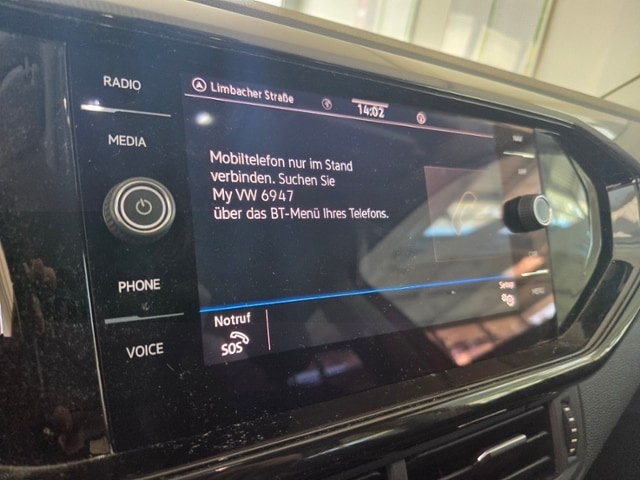 RADIO
MEDIA
PHONE
VOICE
Limbacher Straße
14:02
Mobiltelefon nur im Stand
verbinden. Suchen Sie
My VW 6947
über das BT-Menü Ihres Telefons.
Notruf
SOS
Setup
MENU